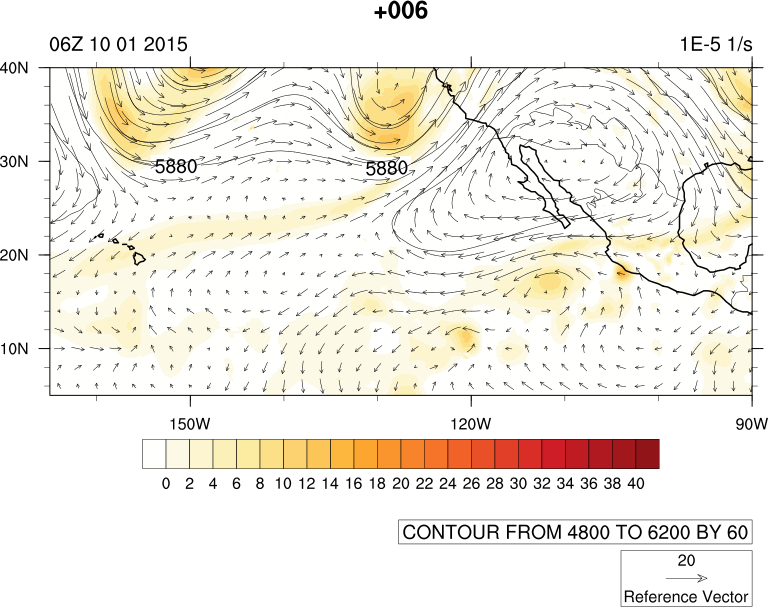 +006
06Z 10 01 2015 1E-5 1/s
40N
30N
20N
10N
5880 5880
150W 120W 90W
0 2 4 6 8 10 12 14 16 18 20 22 24 26 28 30 32 34 36 38 40
CONTOUR FROM 4800 TO 6200 BY 60
20
Reference Vector